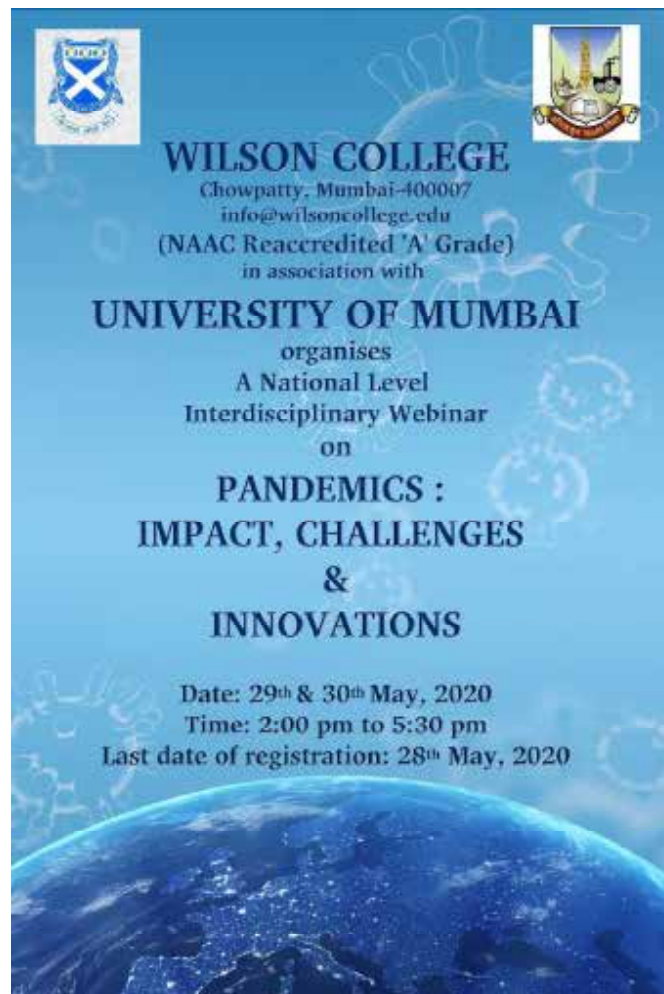 WILSON COLLEGE
Chowpatty, Mumbai-400007
info@wilsoncollege.edu
(NAAC Reaccredited 'A' Grade)
in association with
UNIVERSITY OF MUMBAI
organises
A National Level
Interdisciplinary Webinar
on
PANDEMICS :
IMPACT, CHALLENGES
&
INNOVATIONS
Date: 29th & 30th May, 2020
Time: 2:00 pm to 5:30 pm
Last date of registration: 28th May, 2020